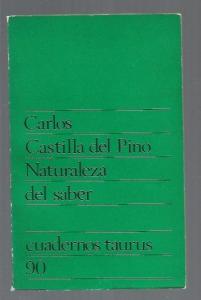 Carlos
Castilla del Pino
Naturaleza
del saber
cuadernos taurus
90